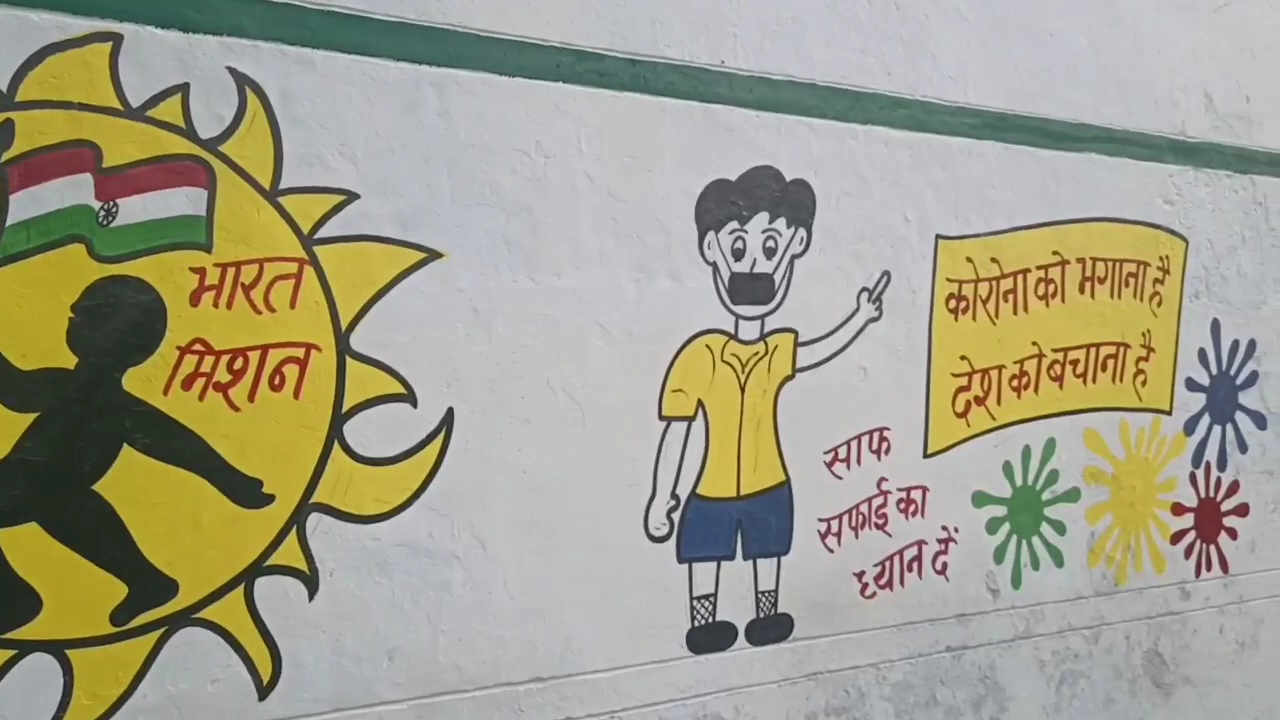 भारत
मिशन
कोरोना को भगाना है
देश को बचाना है
साफ
सफाई का
ध्यान दें